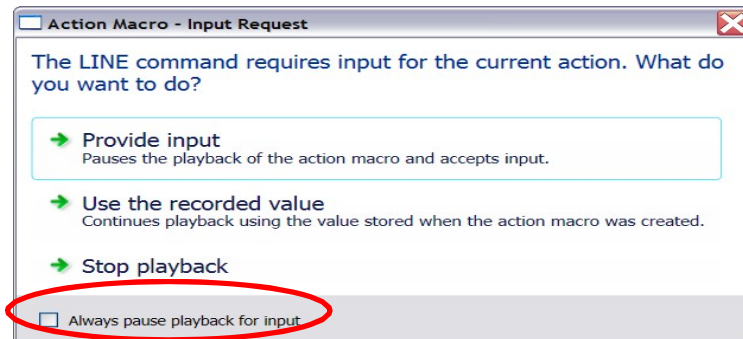 Action Macro - Input Request
The LINE command requires input for the current action. What do
you want to do?
Provide input
Pauses the playback of the action macro and accepts input.
Use the recorded value
Continues playback using the value stored when the action macro was created.
Stop playback
Always pause playback for input